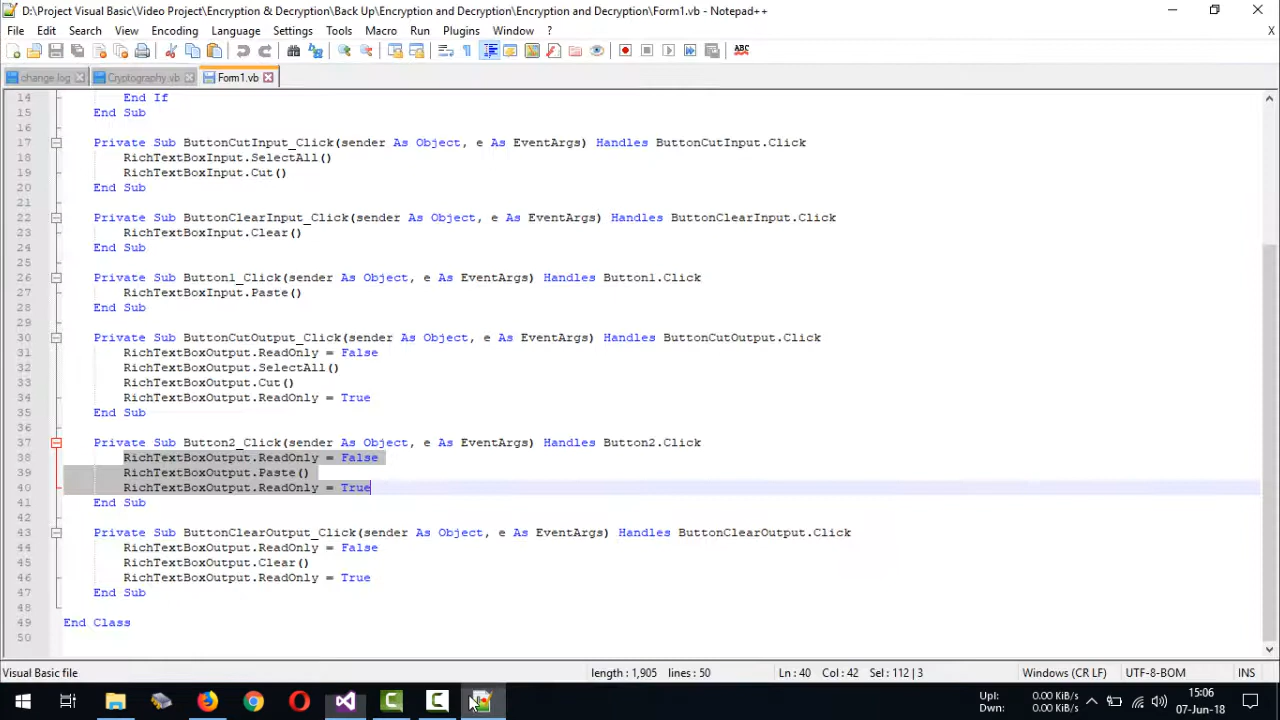 D:\Project Visual Basic\Video Project\Encryption & Decryption\Back Up\Encryption and Decryption\Encryption and Decryption\Form1.vb - Notepad++
File Edit Search View Encoding Language Settings Tools Macro Run Plugins Window ? X
ABC
change.log Cryptography.vb Form1.vb
14 End If
15 End Sub
16
17 Private Sub ButtonCutInput_Click(sender As Object, e As EventArgs) Handles ButtonCutInput.Click
18 RichTextBoxInput.SelectAll()
19 RichTextBoxInput.Cut()
20 End Sub
21
22 Private Sub ButtonClearInput_Click(sender As Object, e As EventArgs) Handles ButtonClearInput.Click
23 RichTextBoxInput.Clear()
24 End Sub
25
26 Private Sub Button1_Click(sender As Object, e As EventArgs) Handles Button1.Click
27 RichTextBoxInput.Paste()
28 End Sub
29
30 Private Sub ButtonCutOutput_Click(sender As Object, e As EventArgs) Handles ButtonCutOutput.Click
31 RichTextBoxOutput.ReadOnly = False
32 RichTextBoxOutput.SelectAll()
33 RichTextBoxOutput.Cut()
34 RichTextBoxOutput.ReadOnly = True
35 End Sub
36
37 Private Sub Button2_Click(sender As Object, e As EventArgs) Handles Button2.Click
38 RichTextBoxOutput.ReadOnly = False
39 RichTextBoxOutput.Paste()
40 RichTextBoxOutput.ReadOnly = True
41 End Sub
42
43 Private Sub ButtonClearOutput_Click(sender As Object, e As EventArgs) Handles ButtonClearOutput.Click
44 RichTextBoxOutput.ReadOnly = False
45 RichTextBoxOutput.Clear()
46 RichTextBoxOutput.ReadOnly = True
47 End Sub
48
49 End Class
50
Visual Basic file length : 1,905 lines : 50 Ln : 40 Col : 42 Sel : 112 | 3 Windows (CR LF) UTF-8-BOM INS
Upl: 0.00 KiB/s 15:06
Dwn: 0.00 KiB/s 07-Jun-18